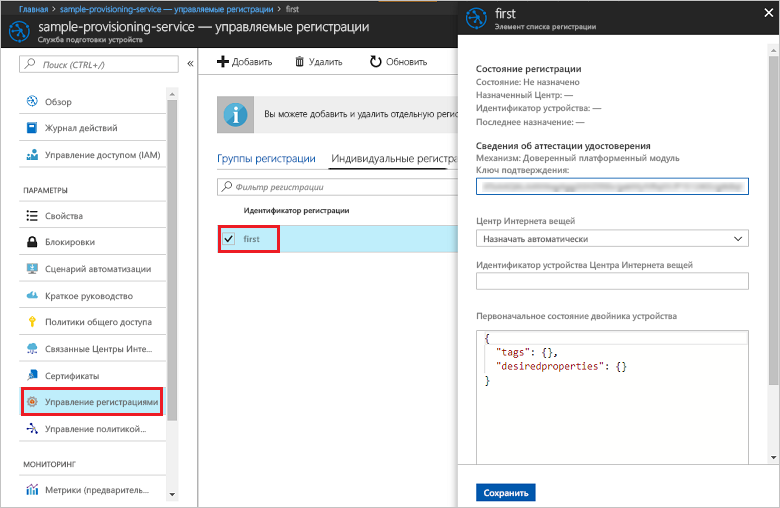 Главная > sample-provisioning-service — управляемые регистрации > first
sample-provisioning-service — управляемые регистрации
Служба подготовки устройств
Поиск (CTRL+/)
Обзор
Журнал действий
Управление доступом (IAM)
ПАРАМЕТРЫ
Свойства
Блокировки
Сценарий автоматизации
Краткое руководство
Политики общего доступа
Связанные Центры Инте...
Сертификаты
Управление регистрациями
Управление политикой...
МОНИТОРИНГ
Метрики (предваритель...
Добавить
Удалить
Обновить
Вы можете добавить и удалить отдельную регис
Группы регистрации
Индивидуальные регистра
Фильтр регистрации
Идентификатор регистрации
first
first
Элемент списка регистрации
Состояние регистрации
Состояние: Не назначено
Назначенный Центр: —
Идентификатор устройства: —
Последнее назначение: —
Сведения об аттестации удостоверения
Механизм: Доверенный платформенный модуль
Ключ подтверждения:
Центр Интернета вещей
Назначать автоматически
Идентификатор устройства Центра Интернета вещей
Первоначальное состояние двойника устройства
{
"tags": {},
"desiredproperties": {}
}
Сохранить